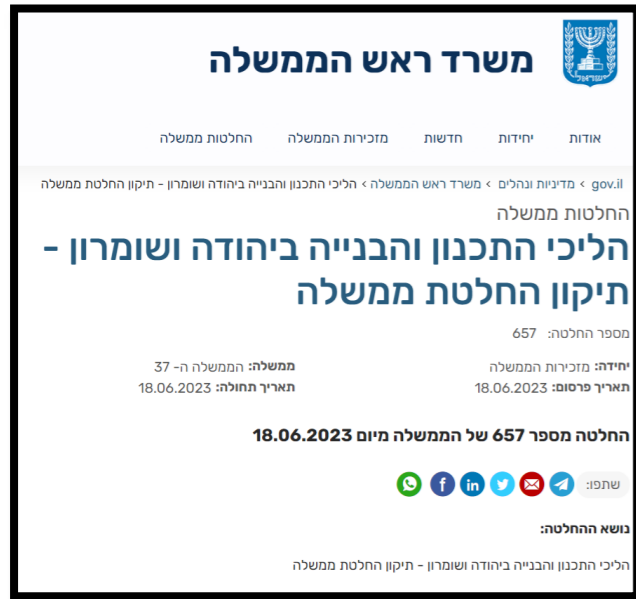 משרד ראש הממשלה
אודות יחידות חדשות מזכירות הממשלה החלטות ממשלה
gov.il > מדיניות ונהלים > משרד ראש הממשלה > הליכי התכנון והבנייה ביהודה ושומרון - תיקון החלטת ממשלה
החלטות ממשלה
הליכי התכנון והבנייה ביהודה ושומרון -
תיקון החלטת ממשלה
מספר החלטה: 657
יחידה: מזכירות הממשלה ממשלה: הממשלה ה- 37
תאריך פרסום: 18.06.2023 תאריך תחולה: 18.06.2023
החלטה מספר 657 של הממשלה מיום 18.06.2023
שתפו:
נושא ההחלטה:
הליכי התכנון והבנייה ביהודה ושומרון - תיקון החלטת ממשלה